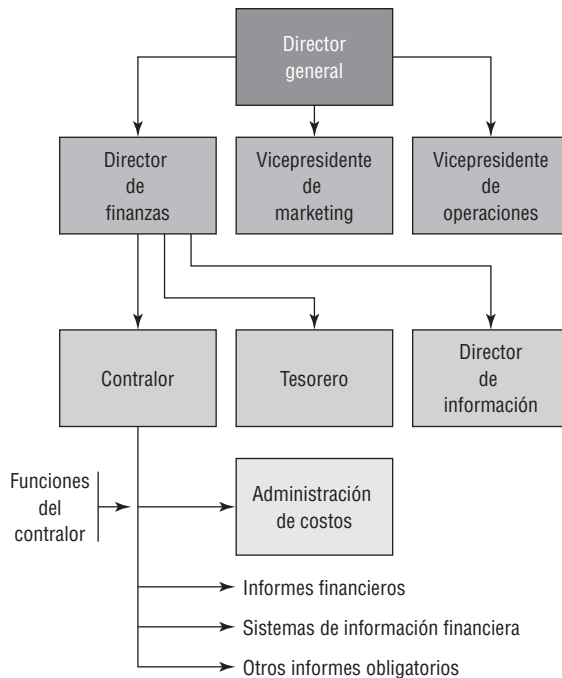 Director
general
Director
de
finanzas
Vicepresidente
de
marketing
Vicepresidente
de
operaciones
Contralor
Tesorero
Director
de
información
Funciones
del
contralor
Administración
de costos
Informes financieros
Sistemas de información financiera
Otros informes obligatorios